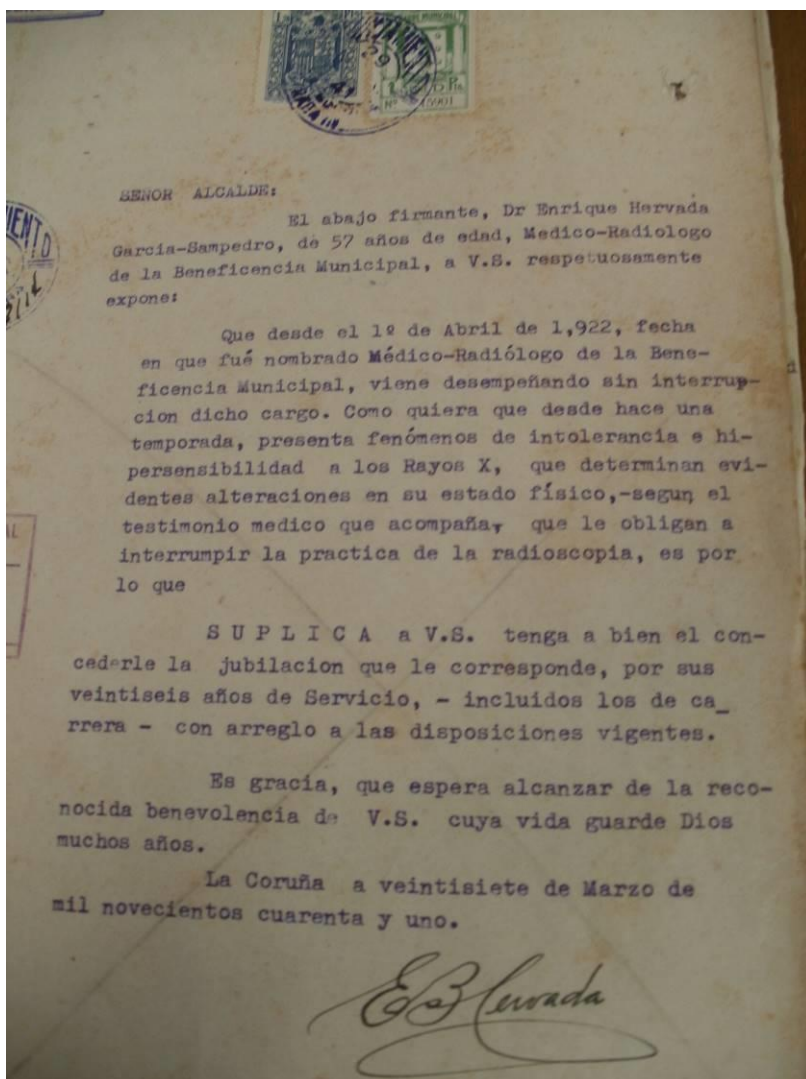 AYUNTAMIENTO
29
Nº 15901
SEÑOR ALCALDE:
El abajo firmante, Dr Enrique Hervada
Garcia-Sampedro, de 57 años de edad, Medico-Radiologo
de la Beneficencia Municipal, a V.S. respetuosamente
expone:
Que desde el 1º de Abril de 1,922, fecha
en que fué nombrado Médico-Radiólogo de la Bene-
ficencia Municipal, viene desempeñando sin interrup-
cion dicho cargo. Como quiera que desde hace una
temporada, presenta fenómenos de intolerancia e hi-
persensibilidad a los Rayos X, que determinan evi-
dentes alteraciones en su estado físico,-segun el
testimonio medico que acompaña, que le obligan a
interrumpir la practica de la radioscopia, es por
lo que
S U P L I C A a V.S. tenga a bien el con-
cederle la jubilacion que le corresponde, por sus
veintiseis años de Servicio, - incluidos los de ca_
rrera - con arreglo a las disposiciones vigentes.
Es gracia, que espera alcanzar de la reco-
nocida benevolencia de V.S. cuya vida guarde Dios
muchos años.
La Coruña a veintisiete de Marzo de
mil novecientos cuarenta y uno.
Hervada